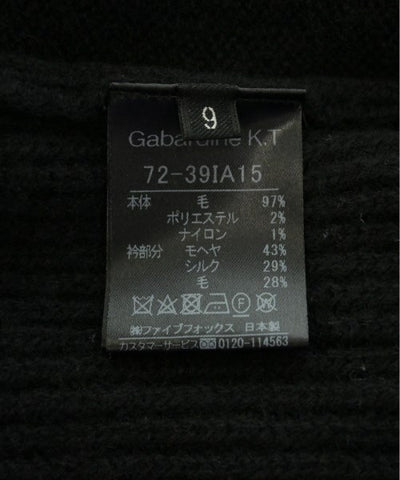 9
Gabardine K.T
72-39IA15
本体 毛 97%
ポリエステル 2%
ナイロン 1%
衿部分 モヘヤ 43%
シルク 29%
毛 28%
㈱ファイブフォックス 日本製
カスタマーサービス 0120-114563